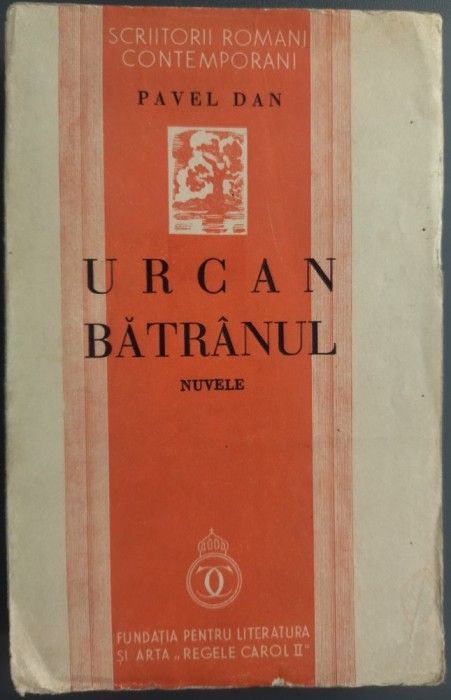 SCRIITORII ROMANI
CONTEMPORANI
PAVEL DAN
URCAN
BĂTRÂNUL
NUVELE
FUNDAȚIA PENTRU LITERATURA
ȘI ARTA „REGELE CAROL II"